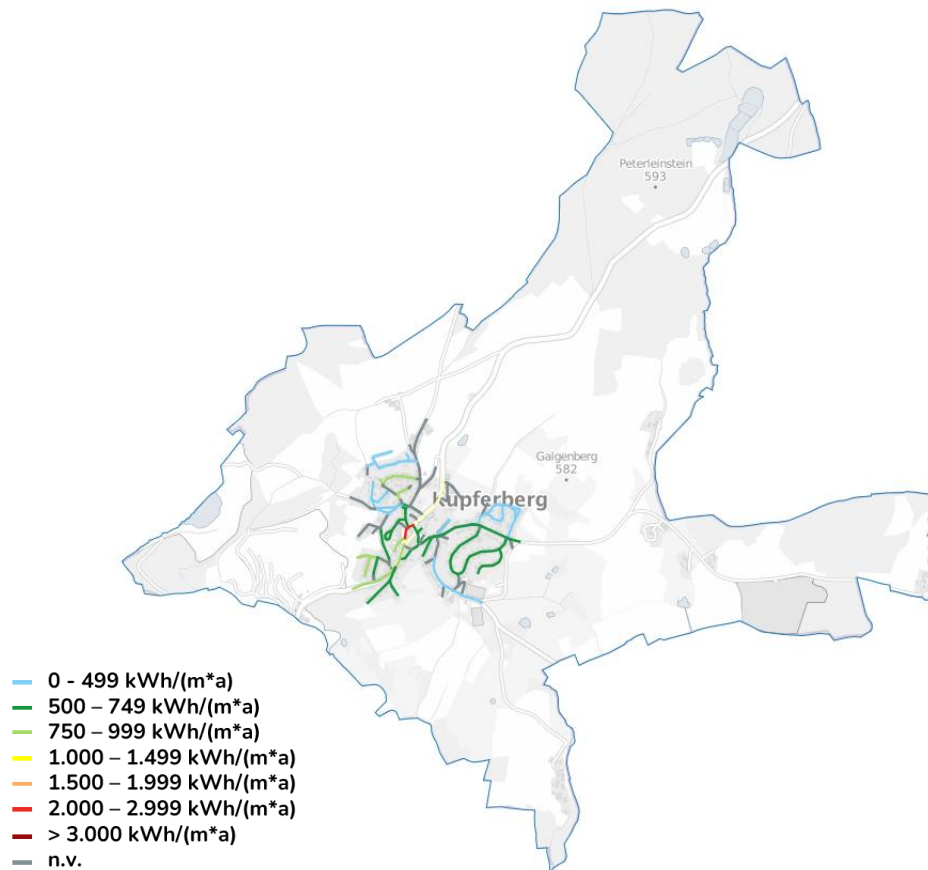 Peterleinstein
593
Galgenberg
582
Kupferberg
0 - 499 kWh/(m*a)
500 – 749 kWh/(m*a)
750 – 999 kWh/(m*a)
1.000 – 1.499 kWh/(m*a)
1.500 – 1.999 kWh/(m*a)
2.000 – 2.999 kWh/(m*a)
> 3.000 kWh/(m*a)
n.v.